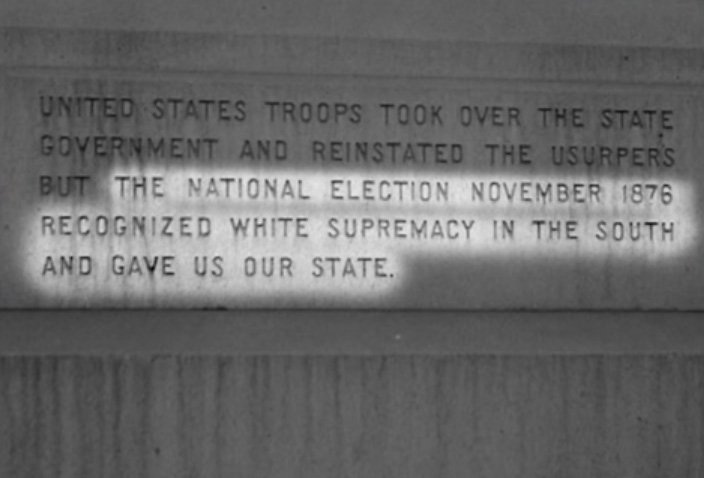 UNITED STATES TROOPS TOOK OVER THE STATE
GOVERNMENT AND REINSTATED THE USURPERS
BUT THE NATIONAL ELECTION NOVEMBER 1876
RECOGNIZED WHITE SUPREMACY IN THE SOUTH
AND GAVE US OUR STATE.